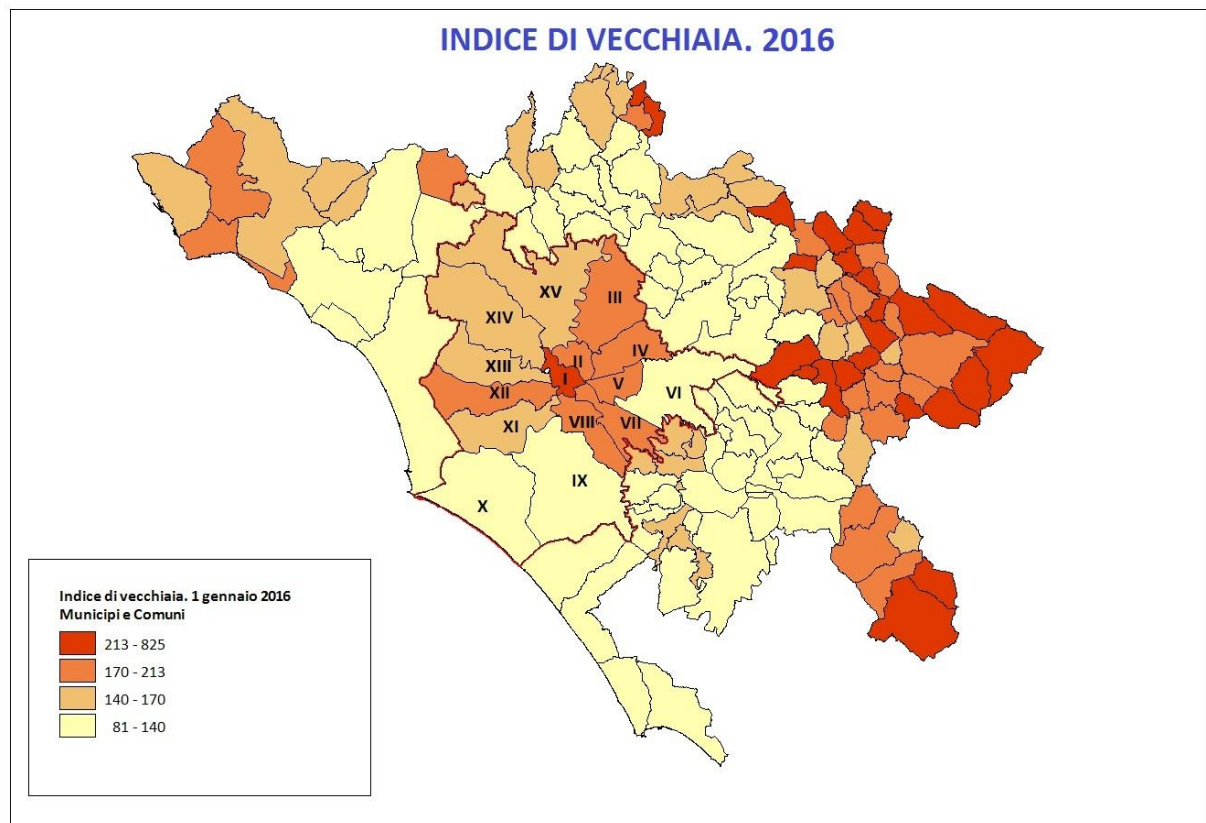 INDICE DI VECCHIAIA. 2016
XV
III
XIV
XIII
II
IV
I
V
XII
VI
XI
VIII
VII
IX
X
Indice di vecchiaia. 1 gennaio 2016
Municipi e Comuni
213 - 825
170 - 213
140 - 170
81 - 140